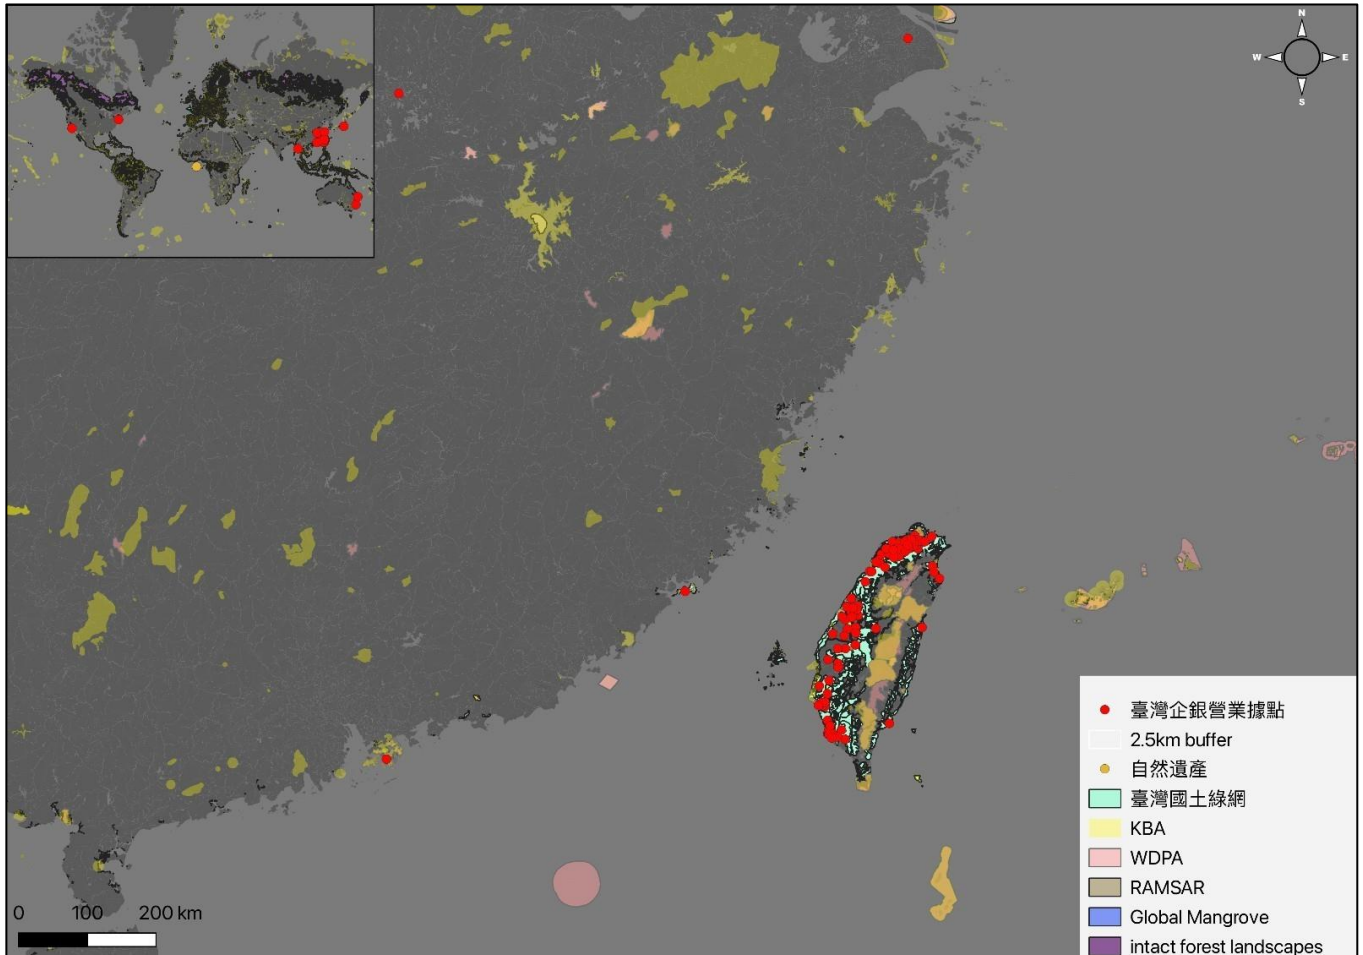 N
W E
S
臺灣企銀營業據點
2.5km buffer
自然遺產
臺灣國土綠網
KBA
WDPA
RAMSAR
Global Mangrove
intact forest landscapes
0 100 200 km